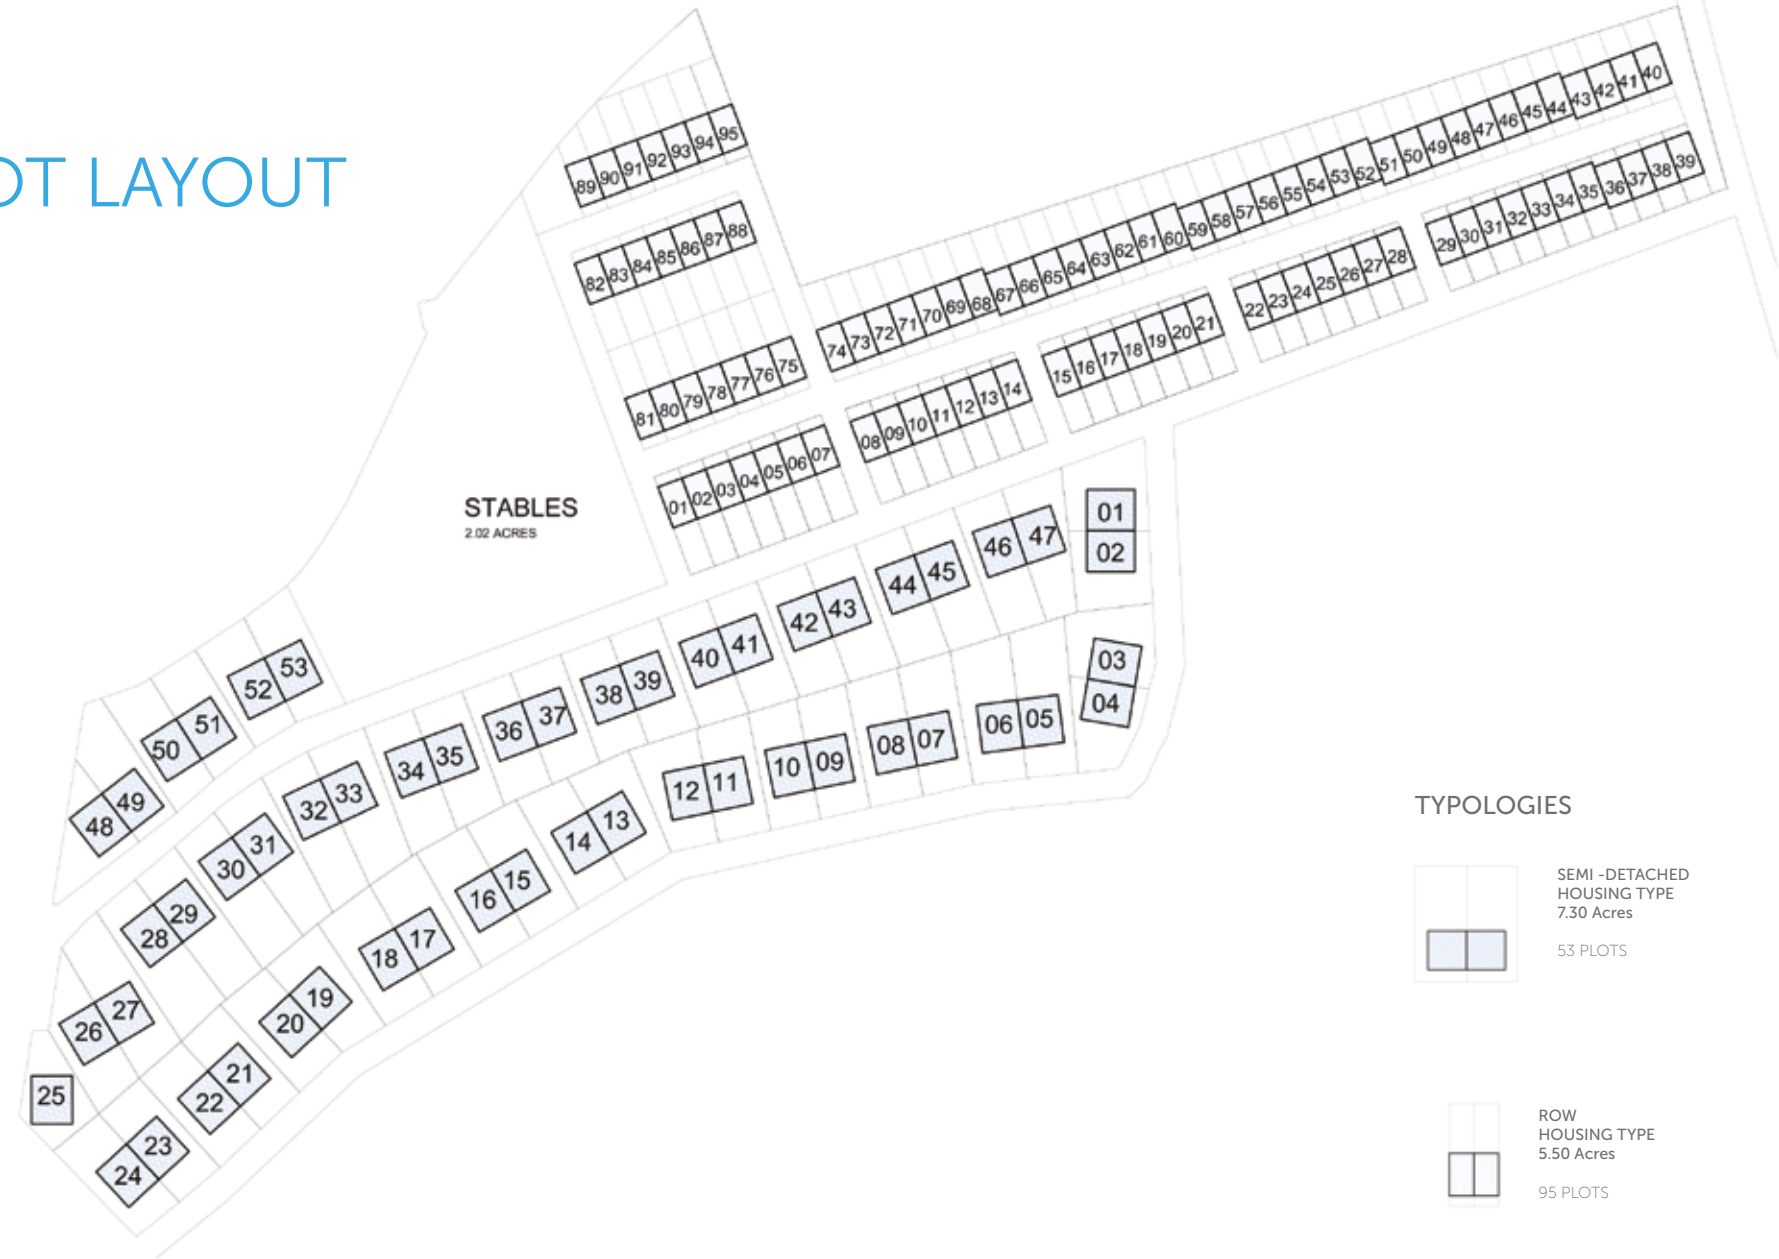 OT LAYOUT
89 90 91 92 93 94 95
82 83 84 85 86 87 88
81 80 79 78 77 76 75
74 73 72 71 70 69 68 67 66 65 64 63 62 61 60 59 58 57 56 55 54 53 52 51 50 49 48 47 46 45 44 43 42 41 40
01 02 03 04 05 06 07
08 09 10 11 12 13 14
15 16 17 18 19 20 21
22 23 24 25 26 27 28
29 30 31 32 33 34 35 36 37 38 39
STABLES
2.02 ACRES
01
02
03
04
48 49
50 51
52 53
26 27
28 29
30 31
32 33
34 35
36 37
38 39
40 41
42 43
44 45
46 47
25
24 23
22 21
20 19
18 17
16 15
14 13
12 11
10 09
08 07
06 05
TYPOLOGIES
SEMI -DETACHED
HOUSING TYPE
7.30 Acres
53 PLOTS
ROW
HOUSING TYPE
5.50 Acres
95 PLOTS